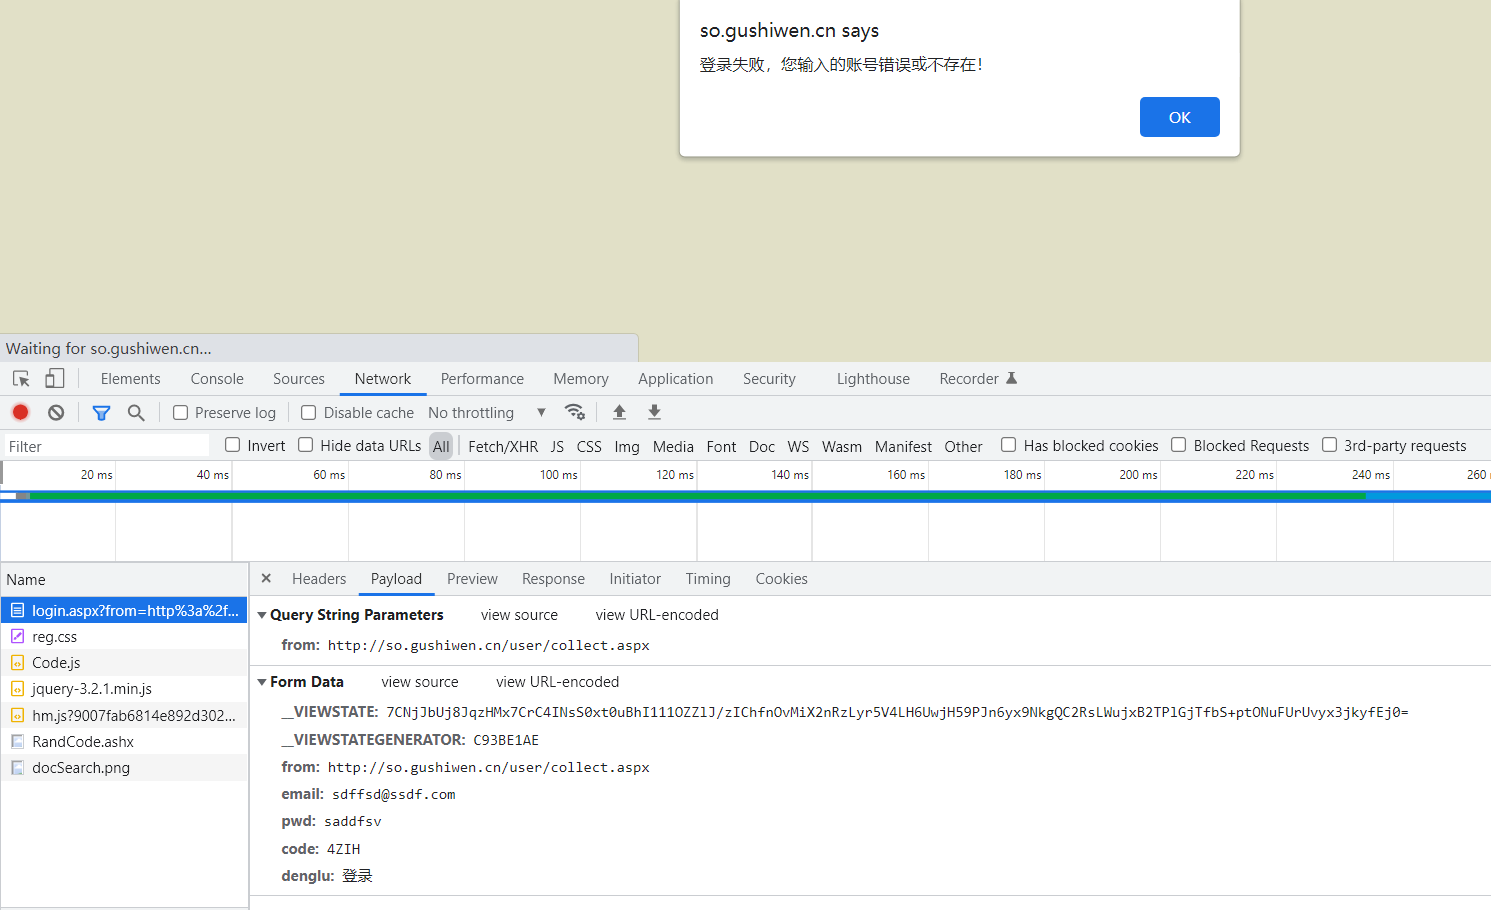 so.gushiwen.cn says
登录失败，您输入的账号错误或不存在！
OK
Waiting for so.gushiwen.cn...
Elements Console Sources Network Performance Memory Application Security Lighthouse Recorder
Preserve log Disable cache No throttling
Filter Invert Hide data URLs All Fetch/XHR JS CSS Img Media Font Doc WS Wasm Manifest Other Has blocked cookies Blocked Requests 3rd-party requests
20 ms 40 ms 60 ms 80 ms 100 ms 120 ms 140 ms 160 ms 180 ms 200 ms 220 ms 240 ms 260
Name
login.aspx?from=http%3a%2f...
reg.css
Code.js
jquery-3.2.1.min.js
hm.js?9007fab6814e892d302...
RandCode.ashx
docSearch.png
Headers Payload Preview Response Initiator Timing Cookies
Query String Parameters view source view URL-encoded
from: http://so.gushiwen.cn/user/collect.aspx
Form Data view source view URL-encoded
__VIEWSTATE: 7CNjJbUj8JqzHMx7CrC4INsS0xt0uBhI111OZZlJ/zIChfnOvMiX2nRzLyr5V4LH6UwjH59PJn6yx9NkgQC2RsLWujxB2TPlGjTfbS+ptONuFUrUvyx3jkyfEj0=
__VIEWSTATEGENERATOR: C93BE1AE
from: http://so.gushiwen.cn/user/collect.aspx
email: sdffsd@ssdf.com
pwd: saddfsv
code: 4ZIH
denglu: 登录